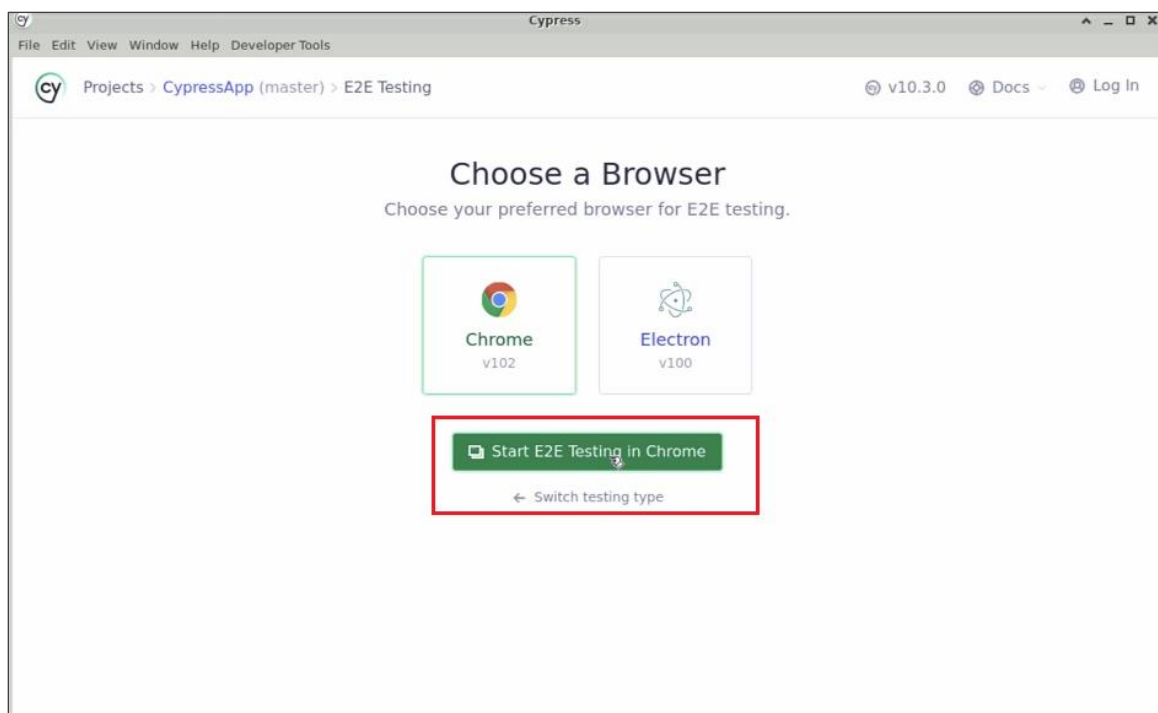 cy
Cypress
File Edit View Window Help Developer Tools
cy Projects > CypressApp (master) > E2E Testing
v10.3.0 Docs Log In
Choose a Browser
Choose your preferred browser for E2E testing.
Chrome
v102
Electron
v100
Start E2E Testing in Chrome
← Switch testing type